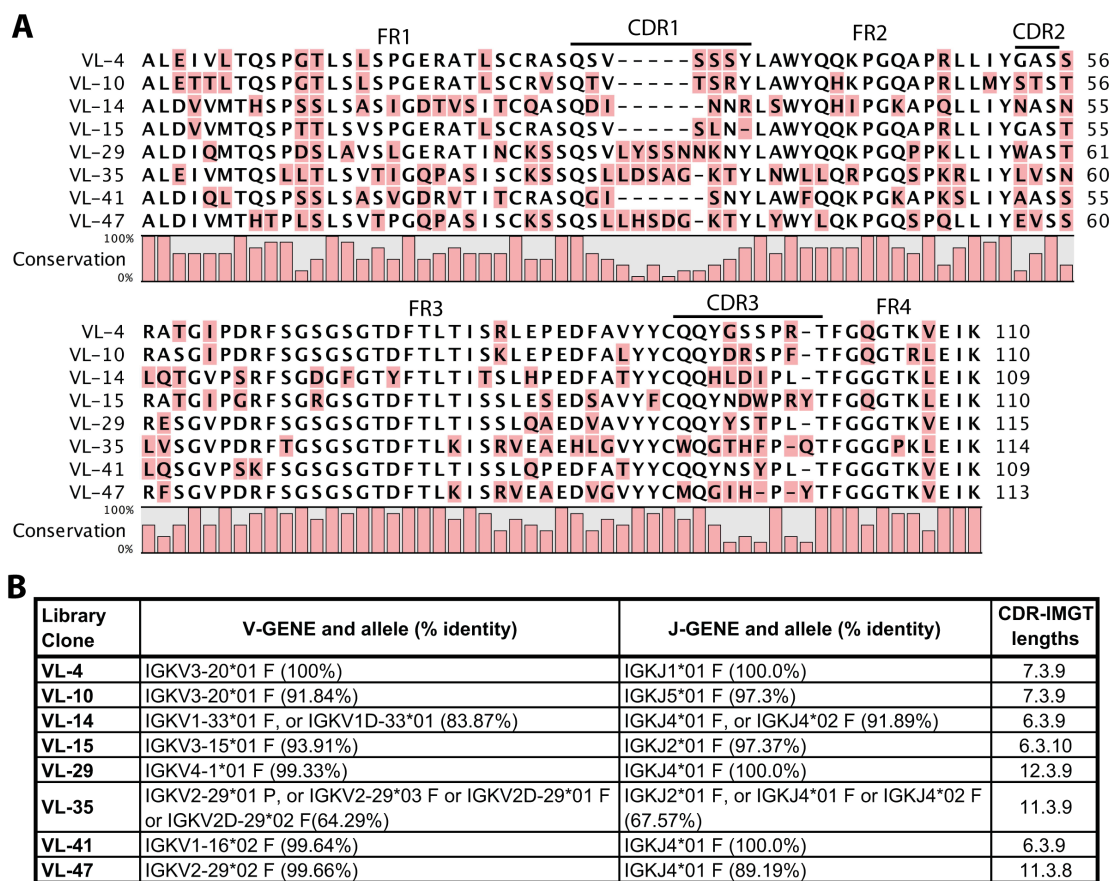 A
FR1 CDR1 FR2 CDR2
VL-4 ALEIVLTQSPGTLSLSPGERATLSCRASQSV-----SSSYLAWYQQKPGQAPRLLIYGASS 56
VL-10 ALETTLTQSPGTLSLSPGERATLSCRVSQTV-----TSRYLAWYQHKPGQAPRLLMYSTST 56
VL-14 ALDVVMTHSPSSLSASIGDTVSITCQASQDI------NNRLSWYQHIPGKAPRLLIYNASN 55
VL-15 ALDVVMTQSPTTLSVSPGERATLSCRASQSV-----SLN-LAWYQQKPGQAPRLLIYGAST 55
VL-29 ALDIQMTQSPDSLAVSLGERATINCKSSQSVLYSSNNKNYLAWYQQKPGQPPRLLIYWAST 61
VL-35 ALEIVMTQSLLTLSVTIGQPASISCKSSQSLLDSAG-KTYLNWLLQRPGQSPKRLIYLVSN 60
VL-41 ALDIQLTQSPSSLSASVGDRVTITCRASQGI------SNYLAWFQQKPGKAPKSLIYAASS 55
VL-47 ALDIVMTHTPLSLSVTPGQPASISCKSSQSLLHSDG-KTYLYWYLQKPGQSPQLLIYEVSS 60
100%
Conservation
0%
FR3 CDR3 FR4
VL-4 RATGIPDRFSGSGSGTDFTLTISRLEPEDFAVYYCQQYGSSPR-TFGQGTKVEIK 110
VL-10 RASGIPDRFSGSGSGTDFTLTISKLEPEDFALYYCQQYDRSPF-TFGQGTRLEIK 110
VL-14 LQTGVPSRFSGDGFGTYFTLTITSLHPEDFATYYCQQHLDIPL-TFGGGTKLEIK 109
VL-15 RATGIPGRFSGRGSGTDFTLTISSLESEDSAVYFCQQYNDWPRYTFGQGTKLEIK 110
VL-29 RESGVPDRFSGSGSGTDFTLTISSLQAEDVAVYYCQQYYSTPL-TFGGGTKVEIK 115
VL-35 LVSGVPDRFTGSGSGTDFTLKISRVEAEHLGVYYCWQGTHFP-QTFGGGPKLEIK 114
VL-41 LQSGVPSKFSGSGSGTDFTLTISSLQPEDFATYYCQQYNSYPL-TFGGGTKVEIK 109
VL-47 RFSGVPDRFSGSGSGTDFTLKISRVEAEDVGVYYCMQGIH-P-YTFGGGTKVEIK 113
100%
Conservation
0%
B
Library Clone V-GENE and allele (% identity) J-GENE and allele (% identity) CDR-IMGT lengths
VL-4 IGKV3-20*01 F (100%) IGKJ1*01 F (100.0%) 7.3.9
VL-10 IGKV3-20*01 F (91.84%) IGKJ5*01 F (97.3%) 7.3.9
VL-14 IGKV1-33*01 F, or IGKV1D-33*01 (83.87%) IGKJ4*01 F, or IGKJ4*02 F (91.89%) 6.3.9
VL-15 IGKV3-15*01 F (93.91%) IGKJ2*01 F (97.37%) 6.3.10
VL-29 IGKV4-1*01 F (99.33%) IGKJ4*01 F (100.0%) 12.3.9
VL-35 IGKV2-29*01 P, or IGKV2-29*03 F or IGKV2D-29*01 F or IGKV2D-29*02 F(64.29%) IGKJ2*01 F, or IGKJ4*01 F or IGKJ4*02 F (67.57%) 11.3.9
VL-41 IGKV1-16*02 F (99.64%) IGKJ4*01 F (100.0%) 6.3.9
VL-47 IGKV2-29*02 F (99.66%) IGKJ4*01 F (89.19%) 11.3.8